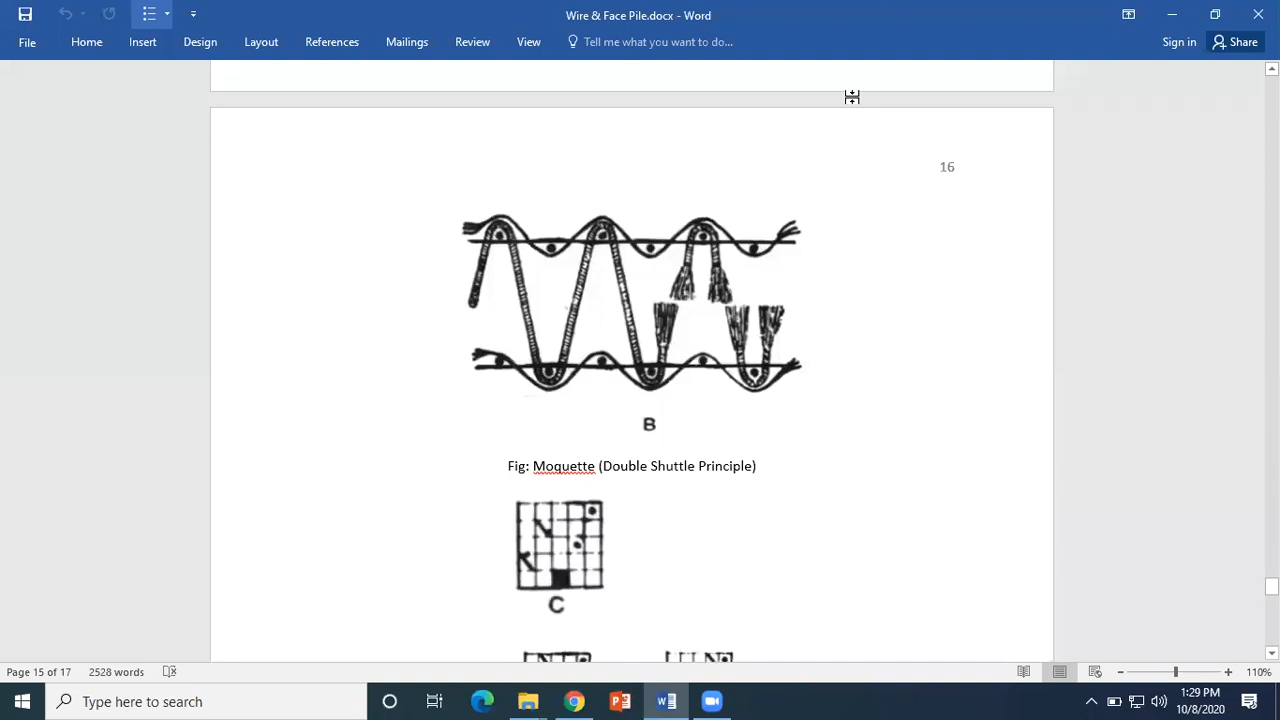 Wire & Face Pile.docx - Word
File Home Insert Design Layout References Mailings Review View Tell me what you want to do... Sign in Share
16
B
Fig: Moquette (Double Shuttle Principle)
C
Page 15 of 17 2528 words 110%
Type here to search
1:29 PM
10/8/2020